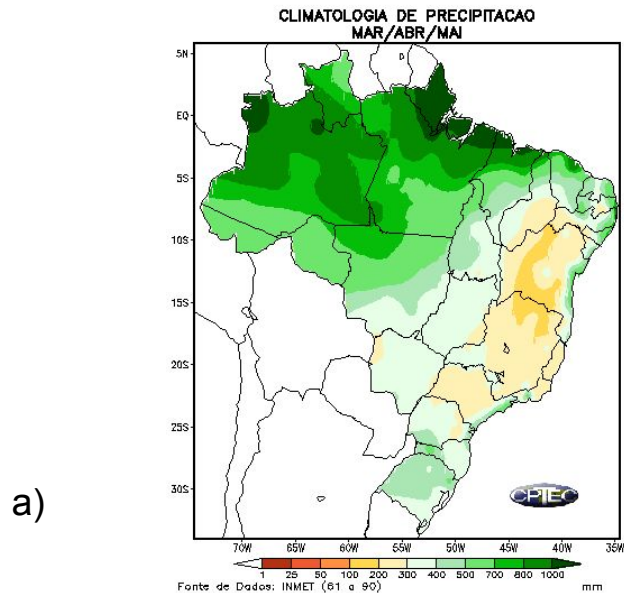 CLIMATOLOGIA DE PRECIPITACAO
MAR/ABR/MAI
5N
EQ
5S
10S
15S
20S
25S
30S
a)
CPTEC
70W 65W 60W 55W 50W 45W 40W 35W
1 25 50 100 200 300 400 500 700 800 1000
Fonte de Dados: INMET (61 a 90) mm